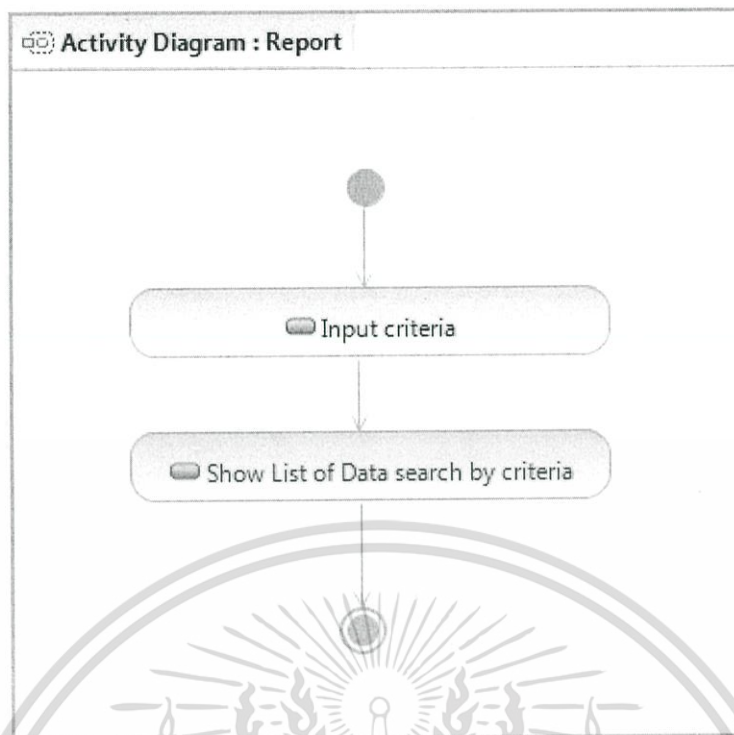 Activity Diagram : Report
Input criteria
Show List of Data search by criteria